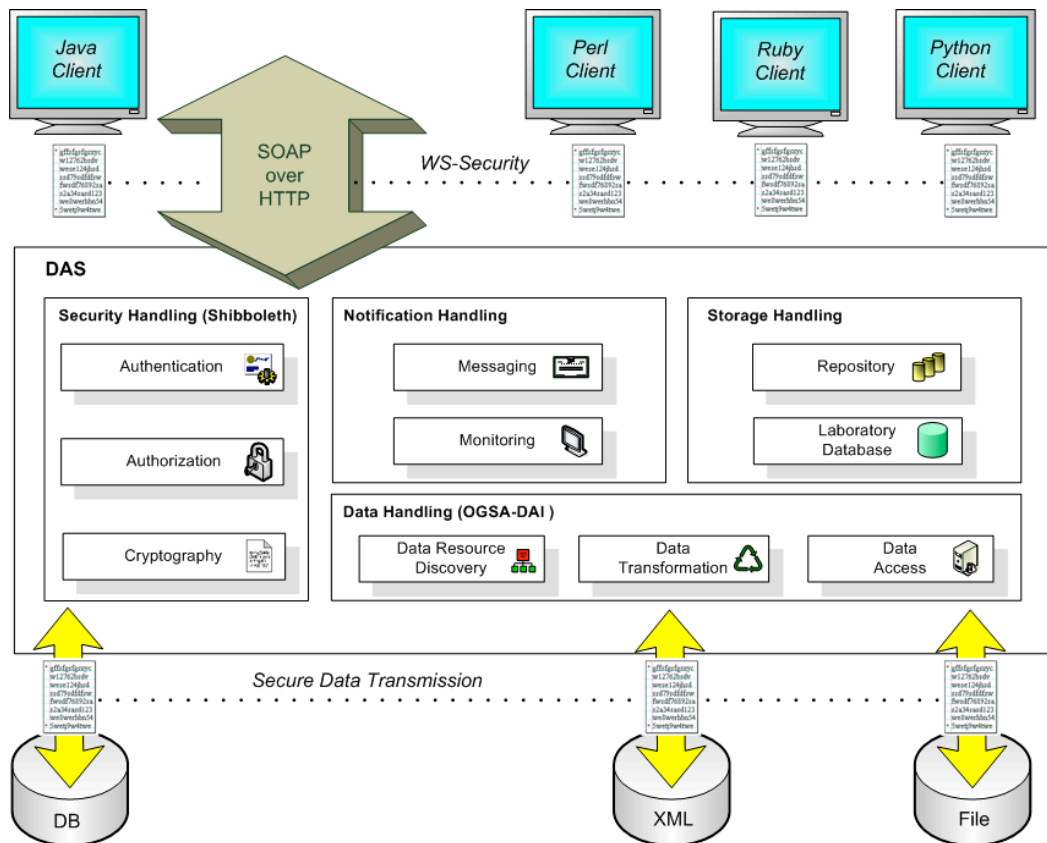 Java
Client
Perl
Client
Ruby
Client
Python
Client
SOAP
over
HTTP
WS-Security
DAS
Security Handling (Shibboleth)
Authentication
Authorization
Cryptography
Notification Handling
Messaging
Monitoring
Storage Handling
Repository
Laboratory
Database
Data Handling (OGSA-DAI )
Data Resource
Discovery
Data
Transformation
Data
Access
Secure Data Transmission
DB
XML
File